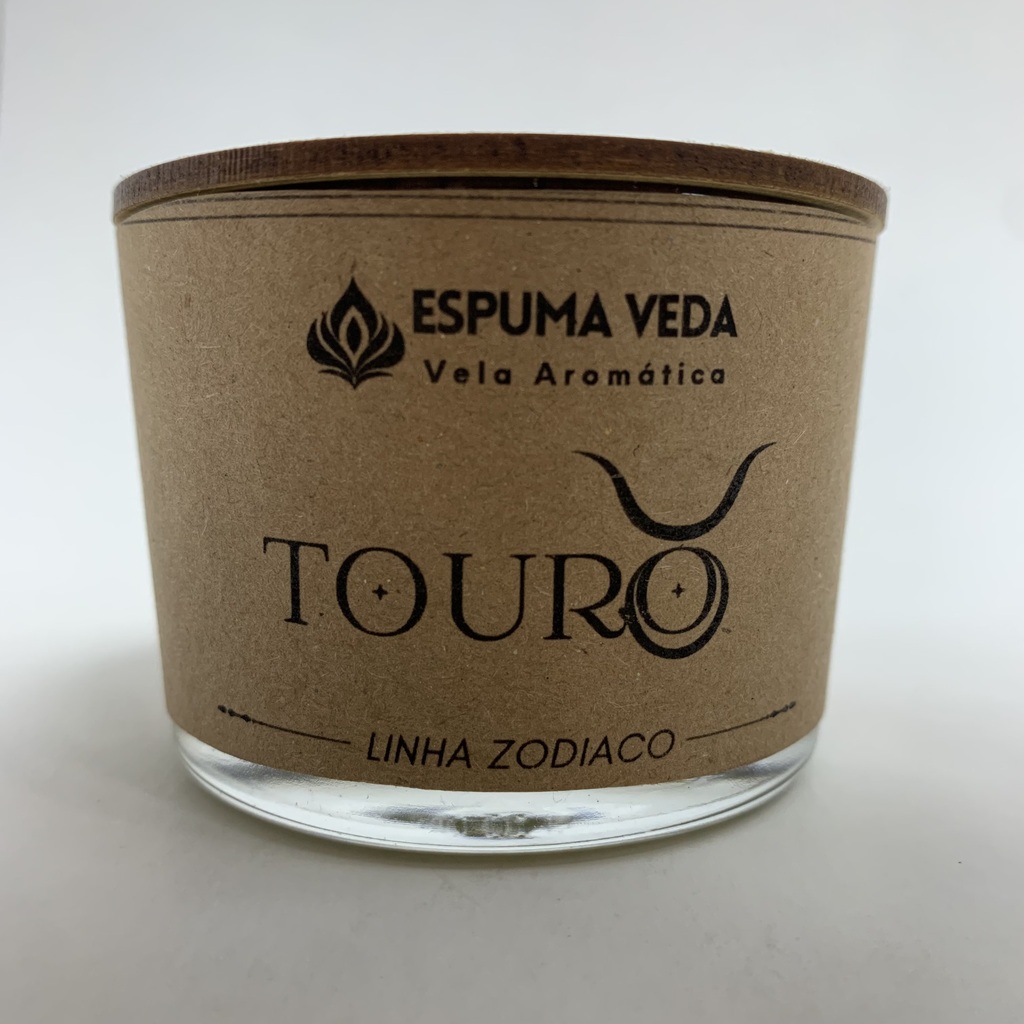 ESPUMA VEDA
Vela Aromática
TOURO
LINHA ZODIACO